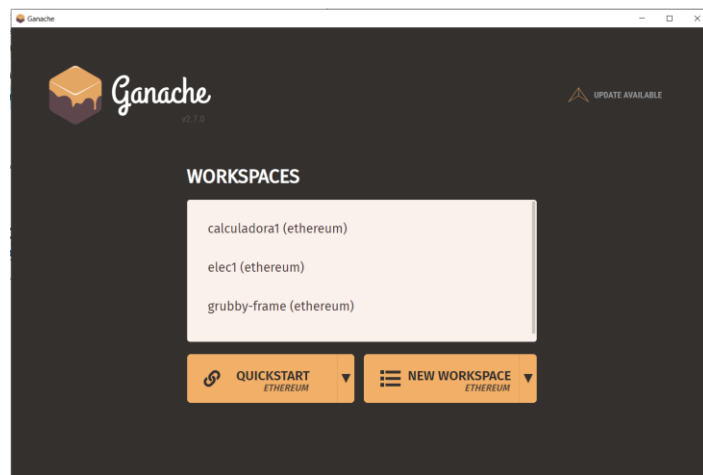 Ganache
Ganache
v2.7.0
UPDATE AVAILABLE
WORKSPACES
calculadora1 (ethereum)
elec1 (ethereum)
grubby-frame (ethereum)
QUICKSTART
ETHEREUM
NEW WORKSPACE
ETHEREUM